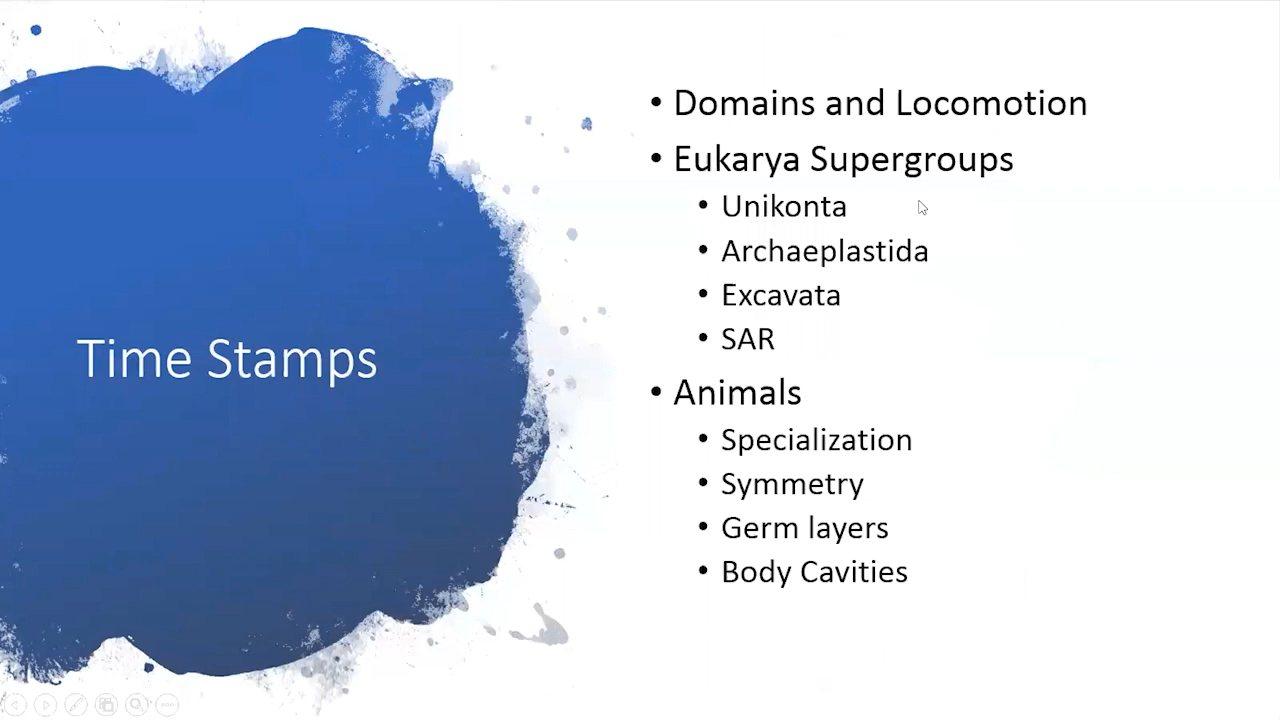 Time Stamps
• Domains and Locomotion
• Eukarya Supergroups
• Unikonta
• Archaeplastida
• Excavata
• SAR
• Animals
• Specialization
• Symmetry
• Germ layers
• Body Cavities